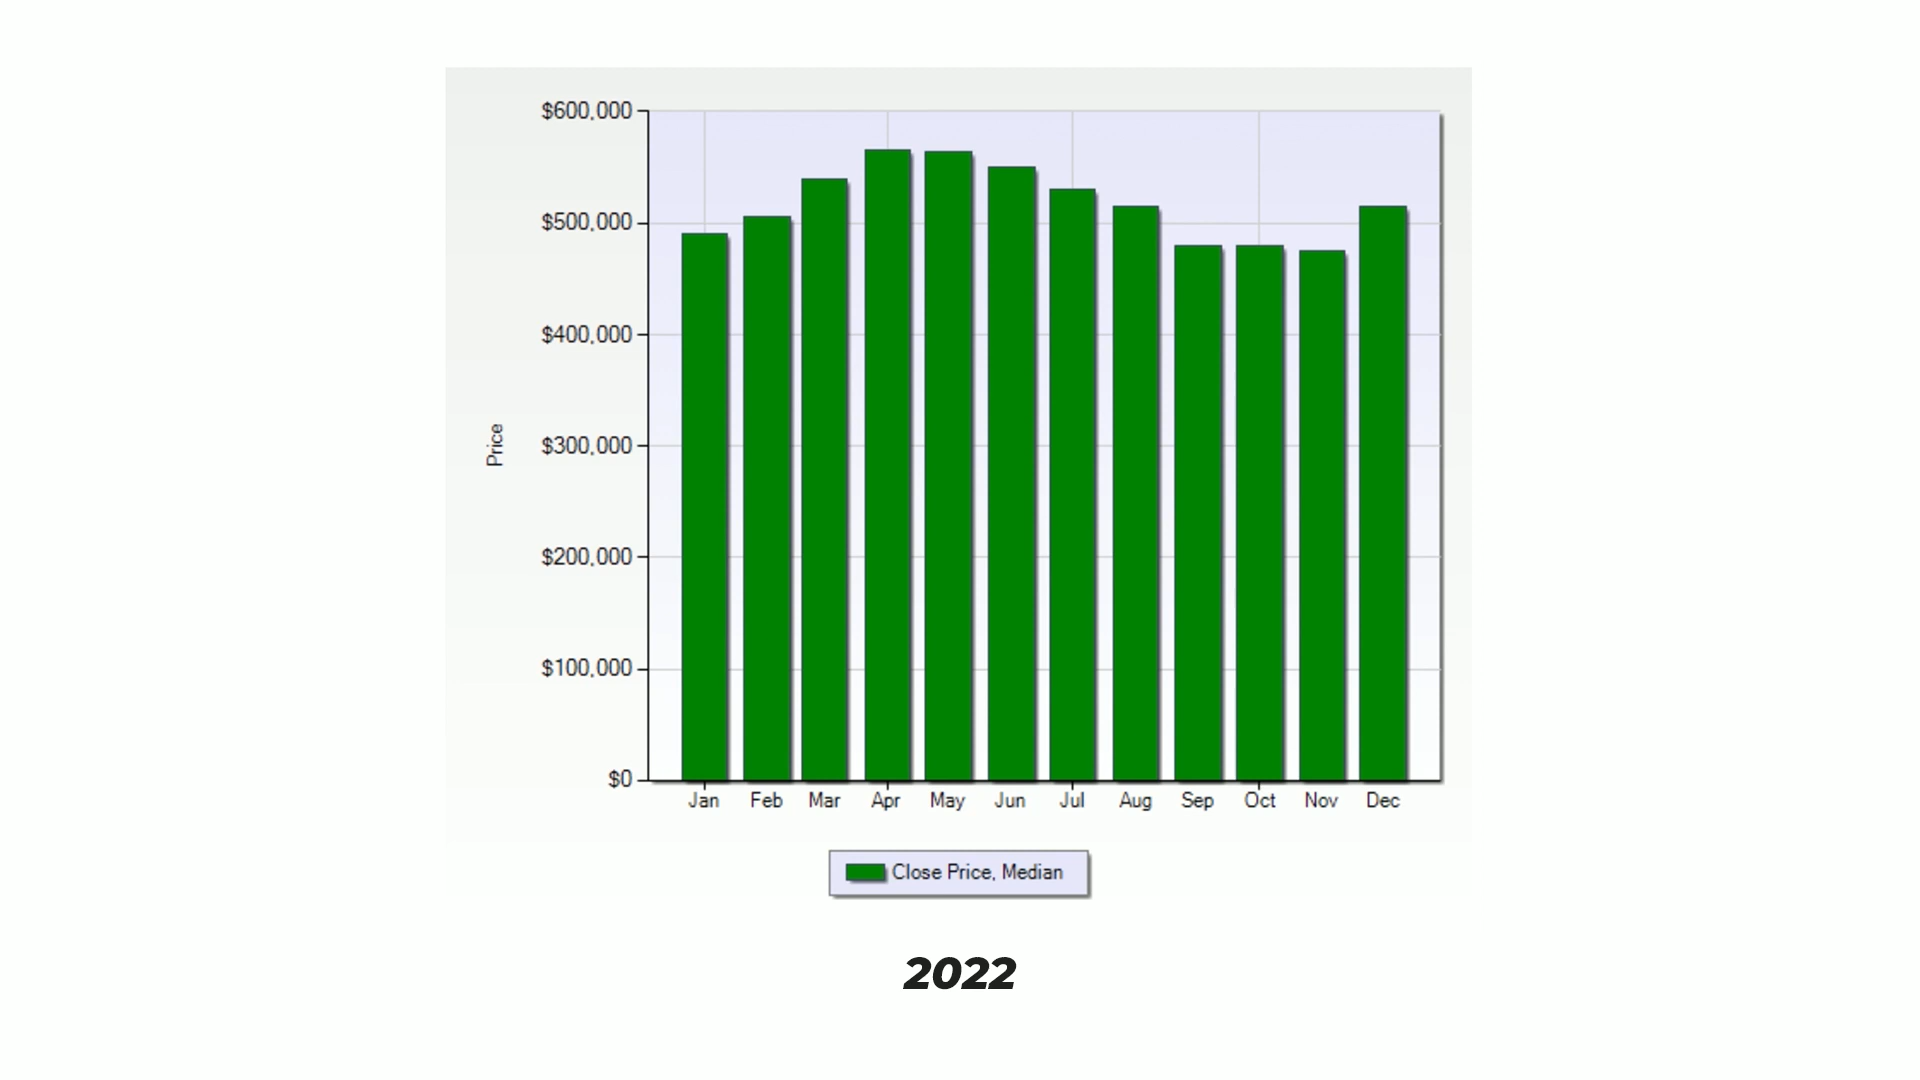 $600,000
$500,000
$400,000
$300,000
$200,000
$100,000
$0
Price
Jan Feb Mar Apr May Jun Jul Aug Sep Oct Nov Dec
Close Price, Median
2022